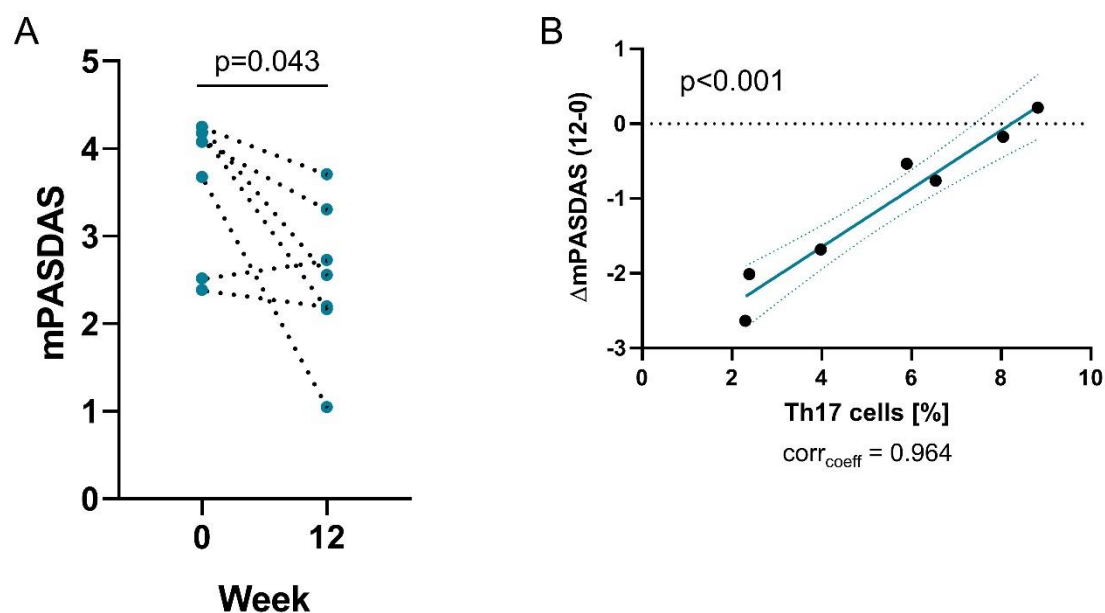 A
p=0.043
5
4
3
2
1
0
mPASDAS
0 12
Week
B
p<0.001
1
0
-1
-2
-3
ΔmPASDAS (12-0)
0 2 4 6 8 10
Th17 cells [%]
corrcoeff = 0.964